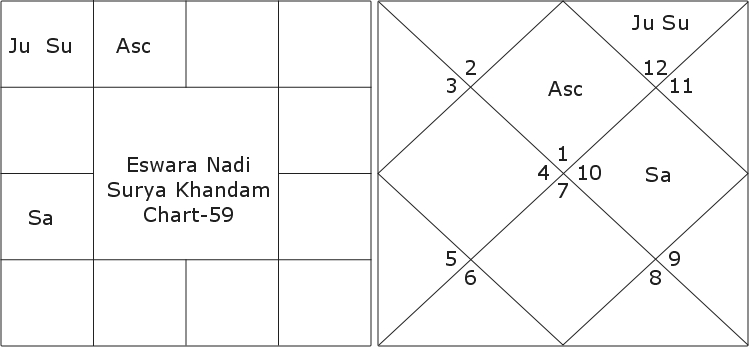 Ju Su
Asc
Eswara Nadi
Surya Khandam
Chart-59
Sa
Ju Su
2
12
3
11
Asc
1
4
10
7
Sa
5
9
6
8